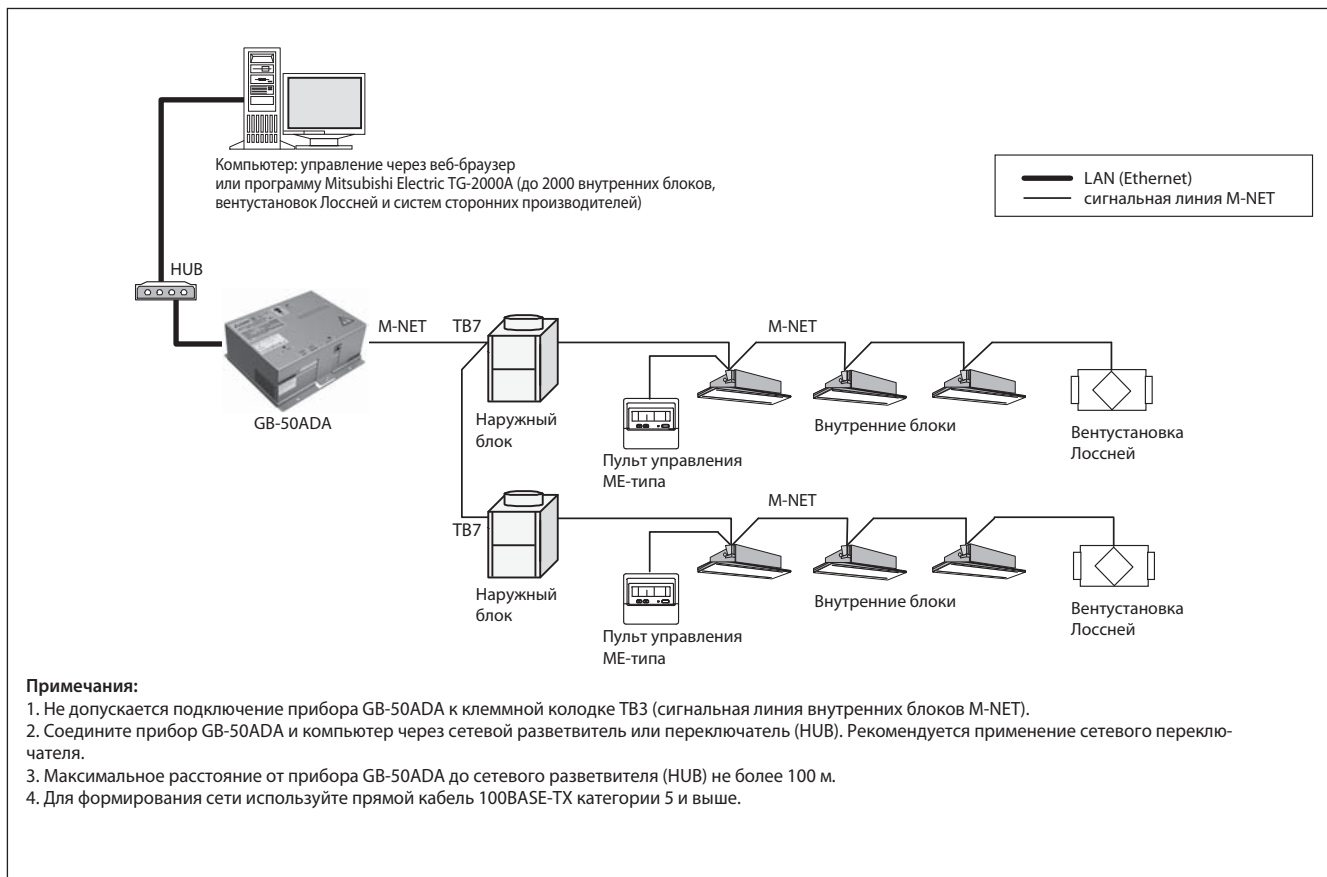 Компьютер: управление через веб-браузер
или программу Mitsubishi Electric TG-2000A (до 2000 внутренних блоков,
вентустановок Лоссней и систем сторонних производителей)
LAN (Ethernet)
сигнальная линия M-NET
HUB
M-NET
TB7
M-NET
GB-50ADA
Наружный
блок
Пульт управления
МЕ-типа
Внутренние блоки
Вентустановка
Лоссней
M-NET
TB7
Наружный
блок
Пульт управления
МЕ-типа
Внутренние блоки
Вентустановка
Лоссней
Примечания:
1. Не допускается подключение прибора GB-50ADA к клеммной колодке TB3 (сигнальная линия внутренних блоков M-NET).
2. Соедините прибор GB-50ADA и компьютер через сетевой разветвитель или переключатель (HUB). Рекомендуется применение сетевого переклю-
чателя.
3. Максимальное расстояние от прибора GB-50ADA до сетевого разветвителя (HUB) не более 100 м.
4. Для формирования сети используйте прямой кабель 100BASE-TX категории 5 и выше.